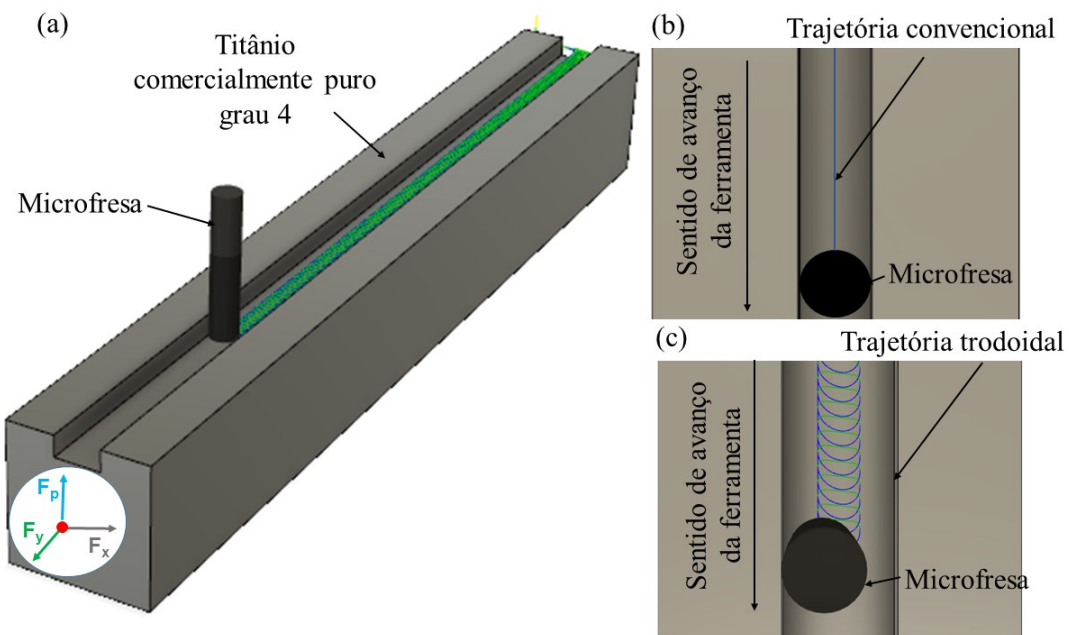 (a)
Titânio
comercialmente puro
grau 4
Microfresa
Fp
Fy
Fx
(b)
Trajetória convencional
Sentido de avanço
da ferramenta
Microfresa
(c)
Trajetória trodoidal
Sentido de avanço
da ferramenta
Microfresa